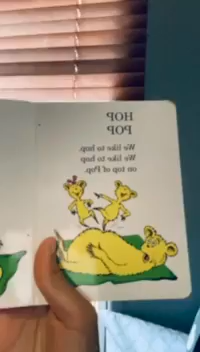 HOP
POP
We like to hop.
We like to hop
on top of Pop.